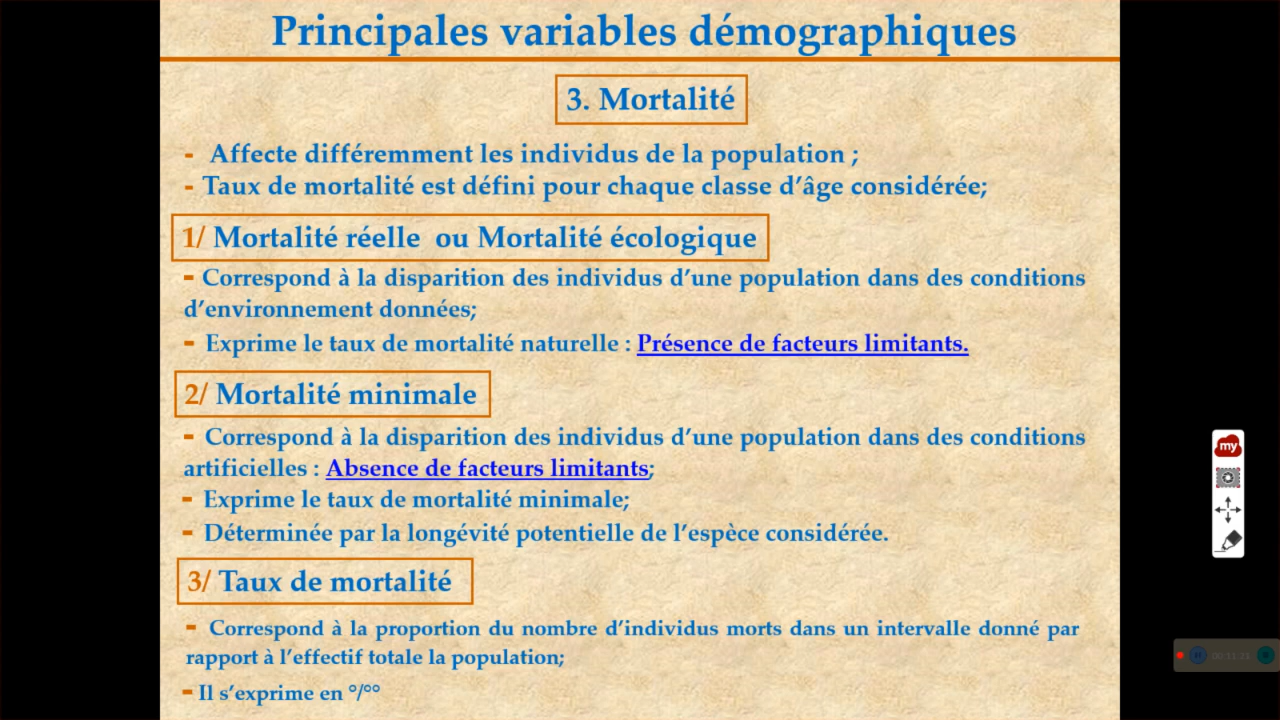 Principales variables démographiques
3. Mortalité
- Affecte différemment les individus de la population ;
- Taux de mortalité est défini pour chaque classe d'âge considérée;
1/ Mortalité réelle ou Mortalité écologique
- Correspond à la disparition des individus d'une population dans des conditions
d'environnement données;
- Exprime le taux de mortalité naturelle : Présence de facteurs limitants.
2/ Mortalité minimale
- Correspond à la disparition des individus d'une population dans des conditions
artificielles : Absence de facteurs limitants;
- Exprime le taux de mortalité minimale;
- Déterminée par la longévité potentielle de l'espèce considérée.
3/ Taux de mortalité
- Correspond à la proportion du nombre d'individus morts dans un intervalle donné par
rapport à l'effectif totale la population;
- Il s'exprime en °/°°
my